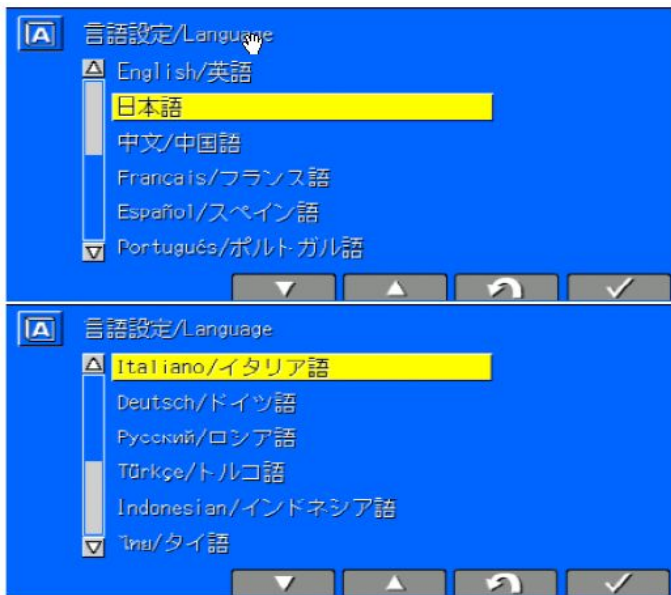 A 言語設定/Language
English/英語
日本語
中文/中国語
Francais/フランス語
Español/スペイン語
Português/ポルトガル語
A 言語設定/Language
Italiano/イタリア語
Deutsch/ドイツ語
Русский/ロシア語
Türkçe/トルコ語
Indonesian/インドネシア語
ไทย/タイ語